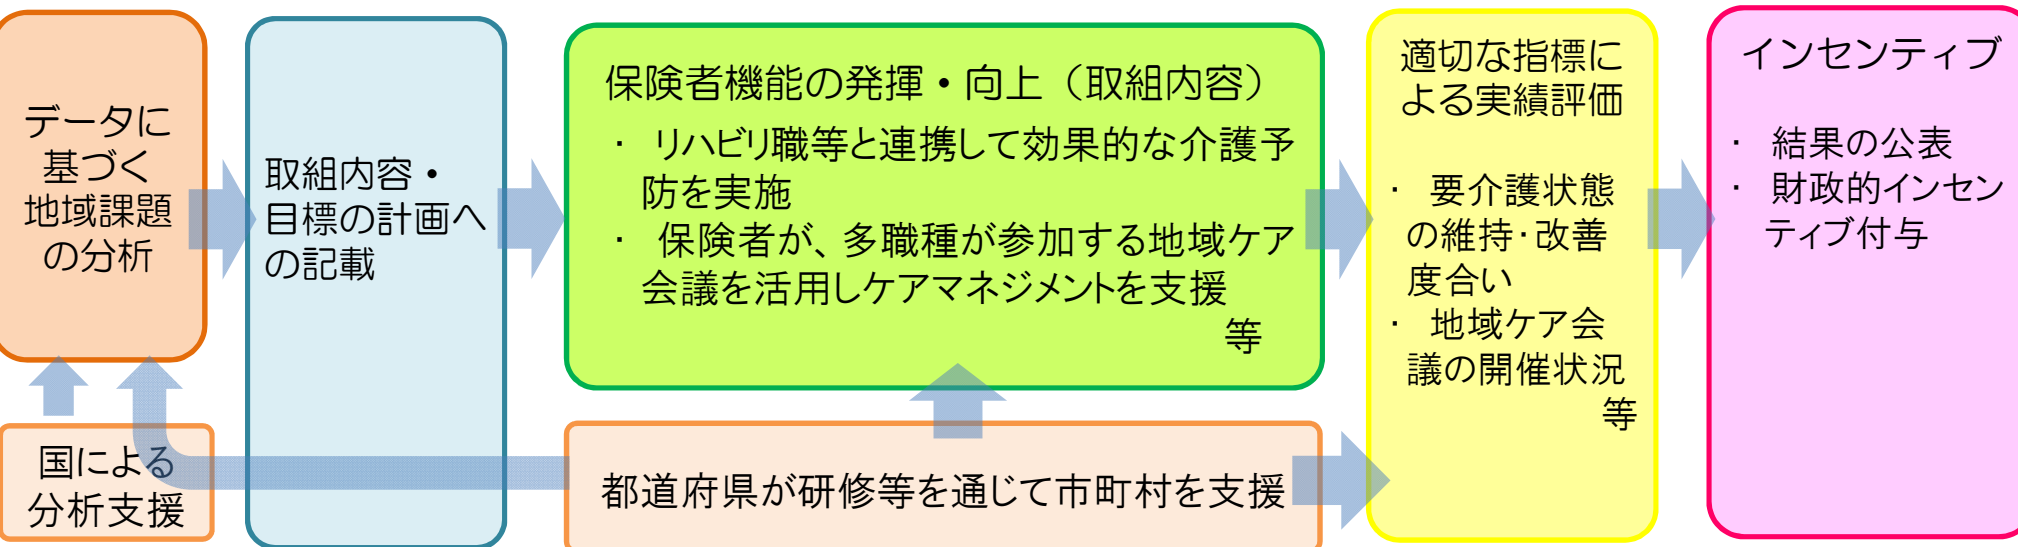 データに
基づく
地域課題
の分析
取組内容・
目標の計画へ
の記載
保険者機能の発揮・向上（取組内容）
・ リハビリ職等と連携して効果的な介護予
防を実施
・ 保険者が、多職種が参加する地域ケア
会議を活用しケアマネジメントを支援
等
適切な指標に
よる実績評価
・ 要介護状態
の維持・改善
度合い
・ 地域ケア会
議の開催状況
等
インセンティブ
・ 結果の公表
・ 財政的インセン
ティブ付与
国による
分析支援
都道府県が研修等を通じて市町村を支援